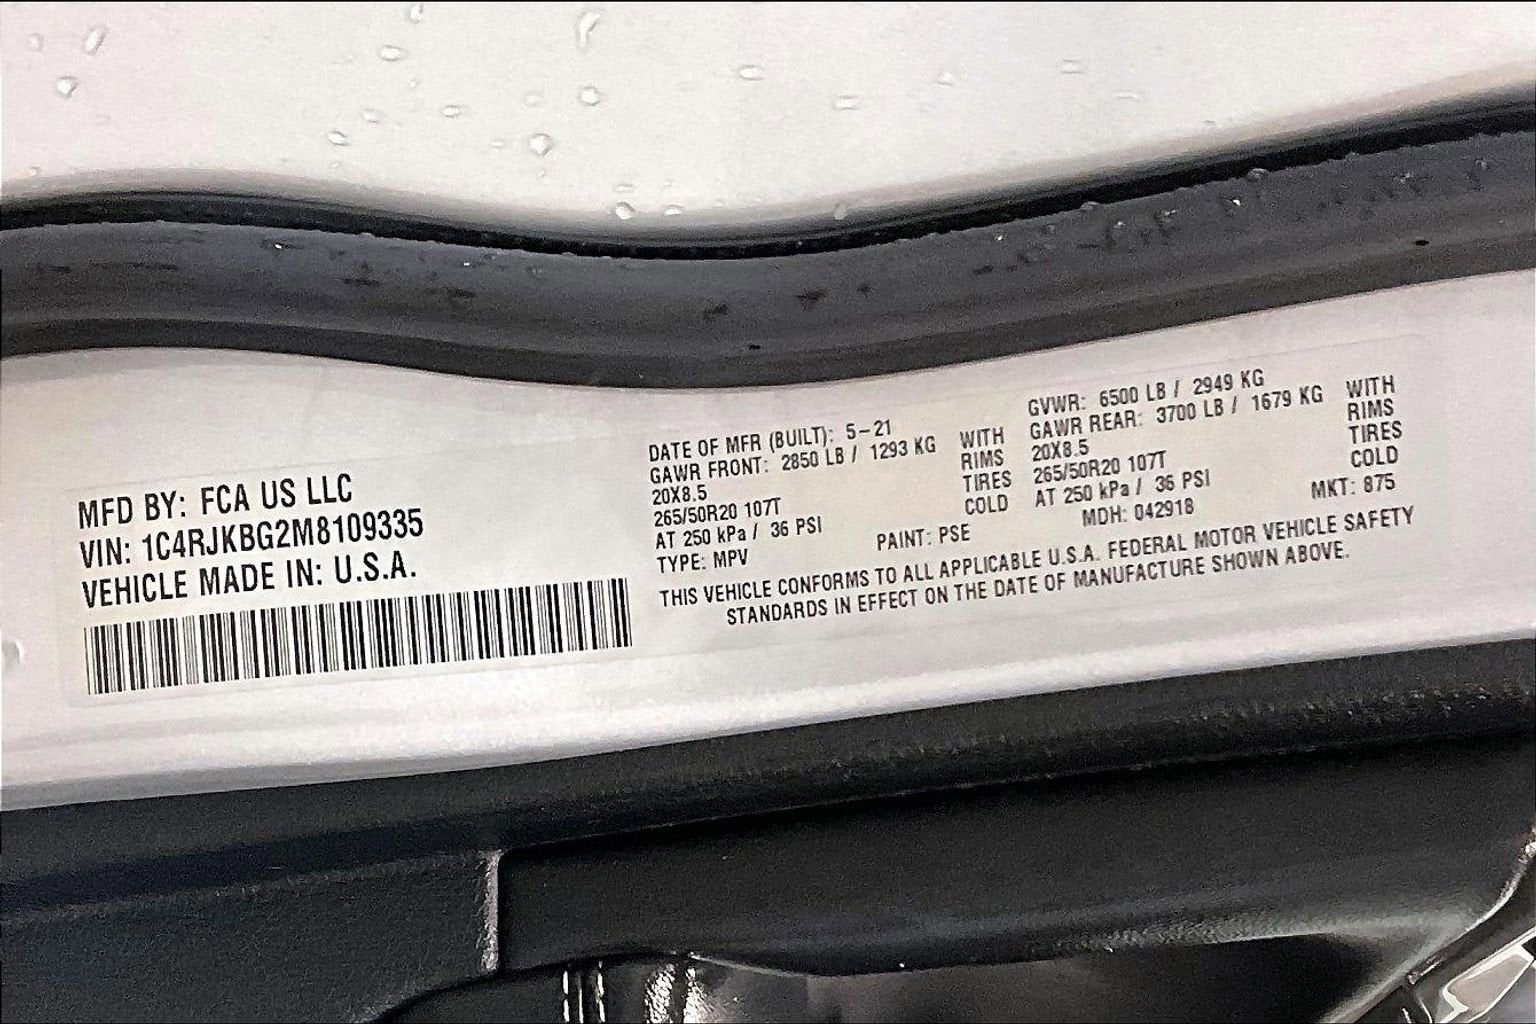 MFD BY: FCA US LLC
VIN: 1C4RJKBG2M8109335
VEHICLE MADE IN: U.S.A.
DATE OF MFR (BUILT): 5-21
GAWR FRONT: 2850 LB / 1293 KG WITH
20X8.5 RIMS
265/50R20 107T TIRES
AT 250 kPa / 36 PSI COLD
TYPE: MPV PAINT: PSE
GVWR: 6500 LB / 2949 KG
GAWR REAR: 3700 LB / 1679 KG WITH
20X8.5 RIMS
265/50R20 107T TIRES
AT 250 kPa / 36 PSI COLD
MDH: 042918 MKT: 875
THIS VEHICLE CONFORMS TO ALL APPLICABLE U.S.A. FEDERAL MOTOR VEHICLE SAFETY
STANDARDS IN EFFECT ON THE DATE OF MANUFACTURE SHOWN ABOVE.